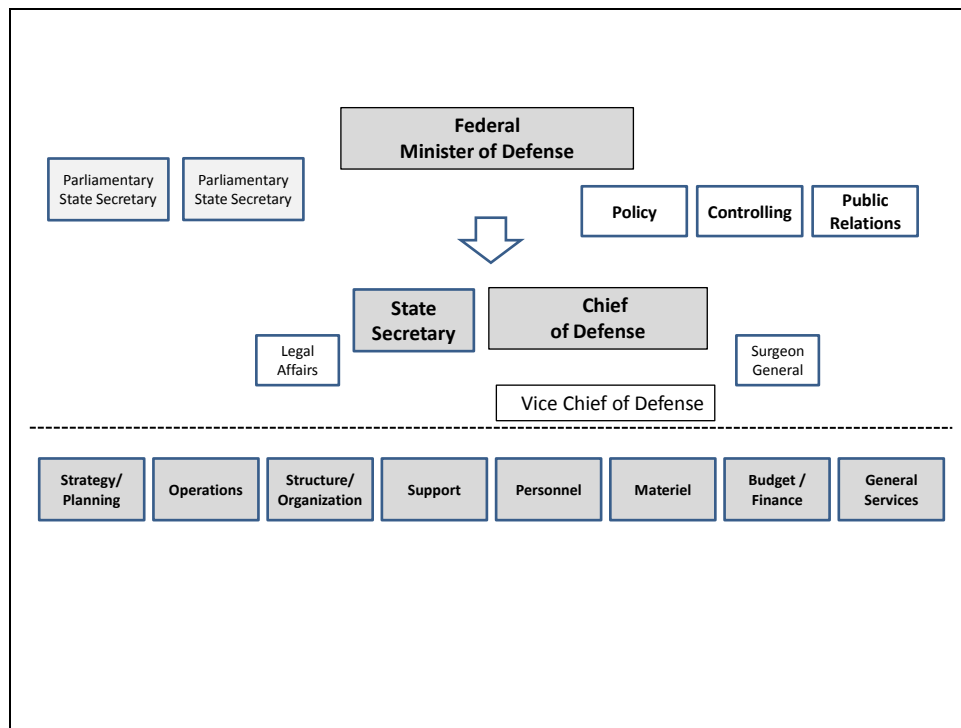 Federal
Minister of Defense
Parliamentary
State Secretary
Parliamentary
State Secretary
Policy
Controlling
Public
Relations
State
Secretary
Chief
of Defense
Legal
Affairs
Surgeon
General
Vice Chief of Defense
Strategy/
Planning
Operations
Structure/
Organization
Support
Personnel
Materiel
Budget /
Finance
General
Services